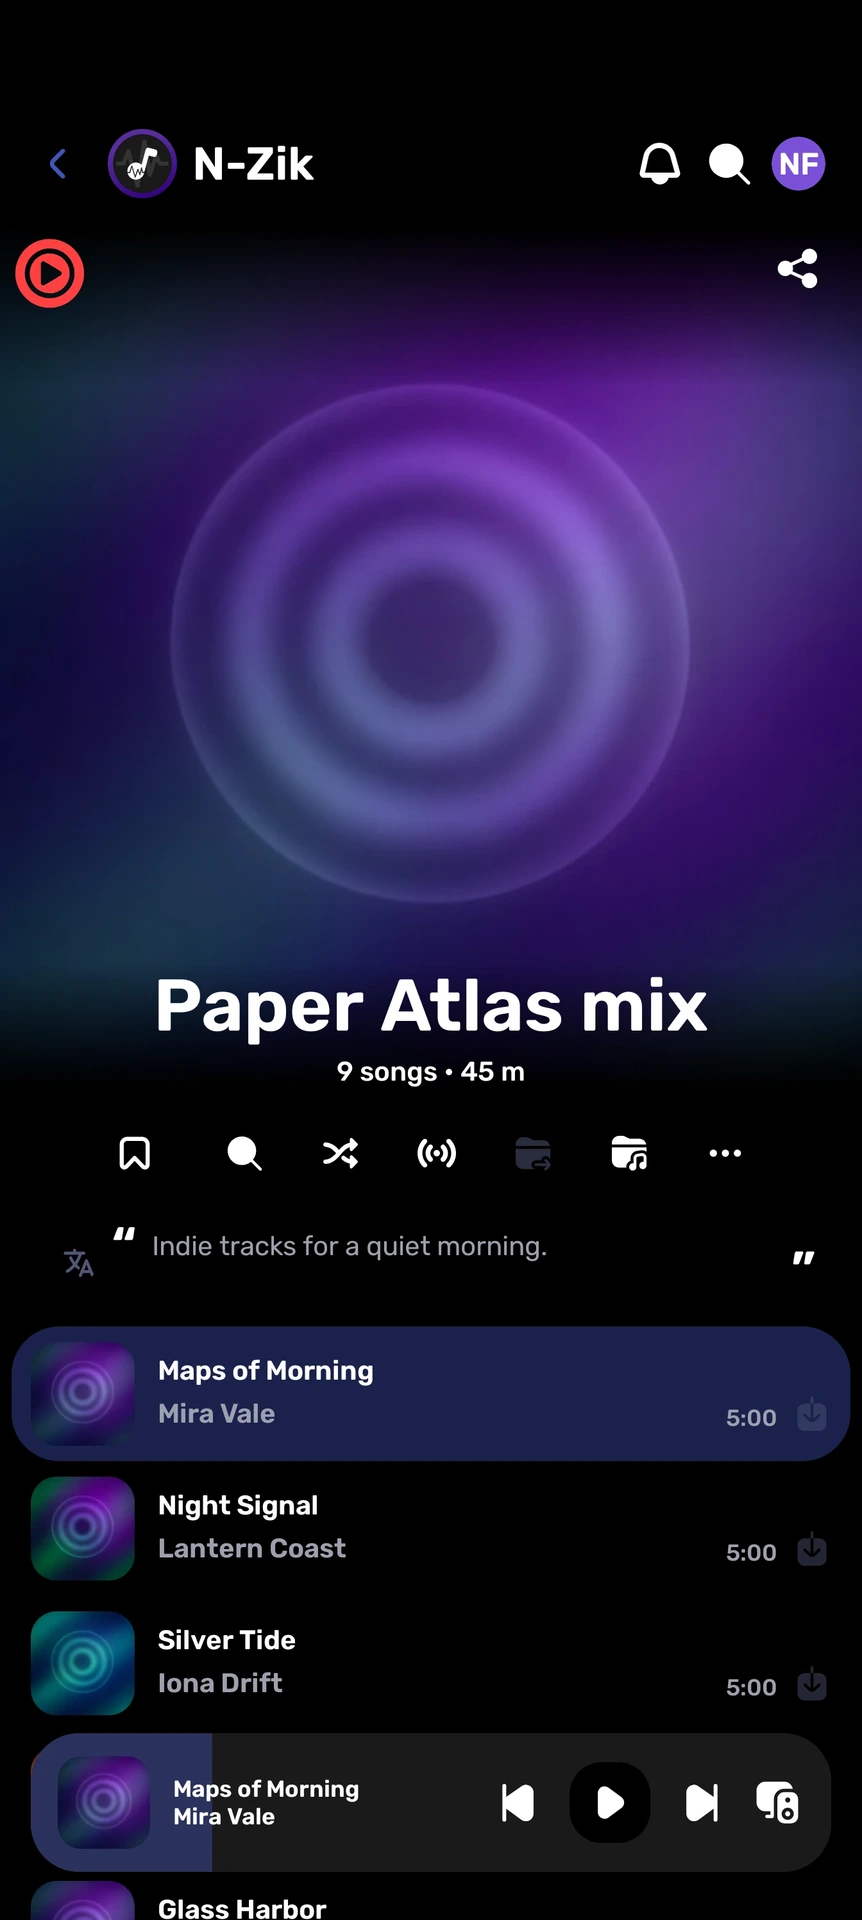 N-Zik
NF
Paper Atlas mix
9 songs • 45 m
“ Indie tracks for a quiet morning. ”
Maps of Morning
Mira Vale
5:00
Night Signal
Lantern Coast
5:00
Silver Tide
Iona Drift
5:00
Maps of Morning
Mira Vale
Glass Harbor